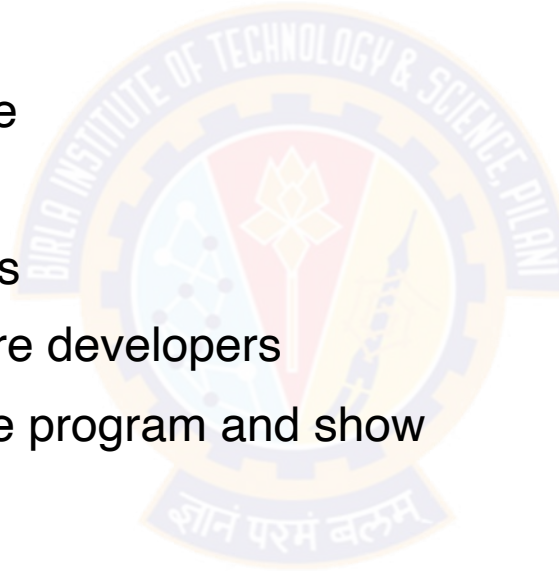 BIRLA INSTITUTE OF TECHNOLOGY & SCIENCE, PILANI
e
s
re developers
e program and show
ज्ञानं परमं बलम्